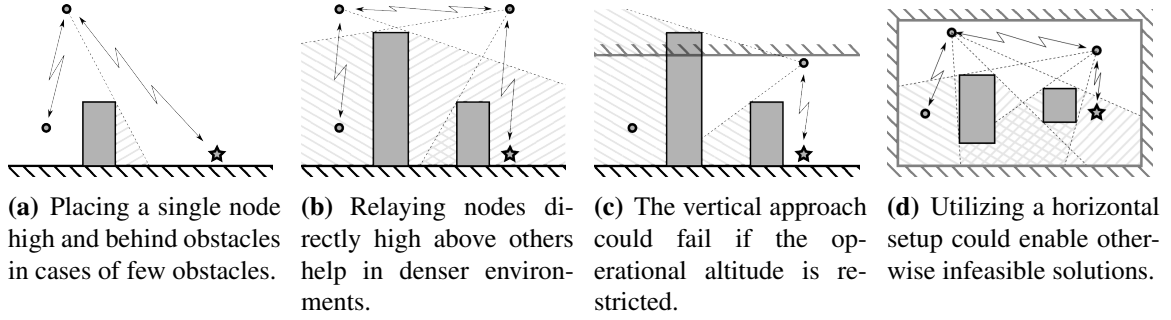 (a) Placing a single node
high and behind obstacles
in cases of few obstacles.
(b) Relaying nodes di-
rectly high above others
help in denser environ-
ments.
(c) The vertical approach
could fail if the op-
erational altitude is re-
stricted.
(d) Utilizing a horizontal
setup could enable other-
wise infeasible solutions.